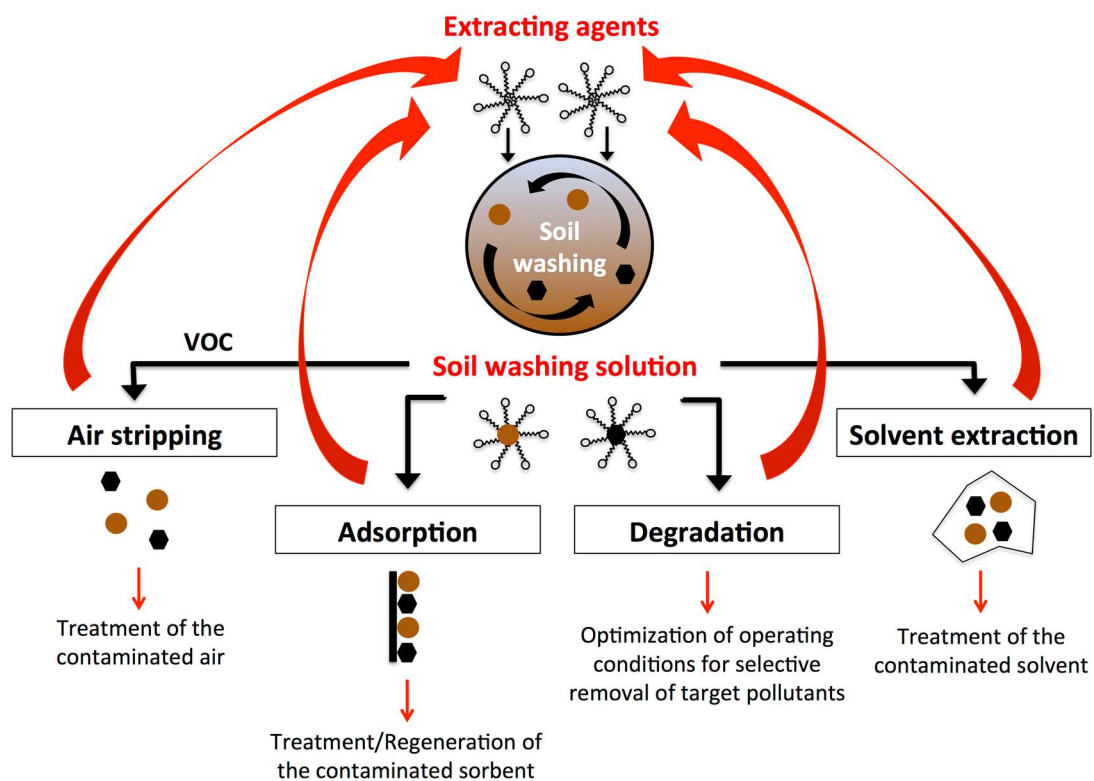 Extracting agents
Soil
washing
VOC
Soil washing solution
Air stripping
Solvent extraction
Adsorption
Degradation
Treatment of the
contaminated air
Optimization of operating
conditions for selective
removal of target pollutants
Treatment of the
contaminated solvent
Treatment/Regeneration of
the contaminated sorbent